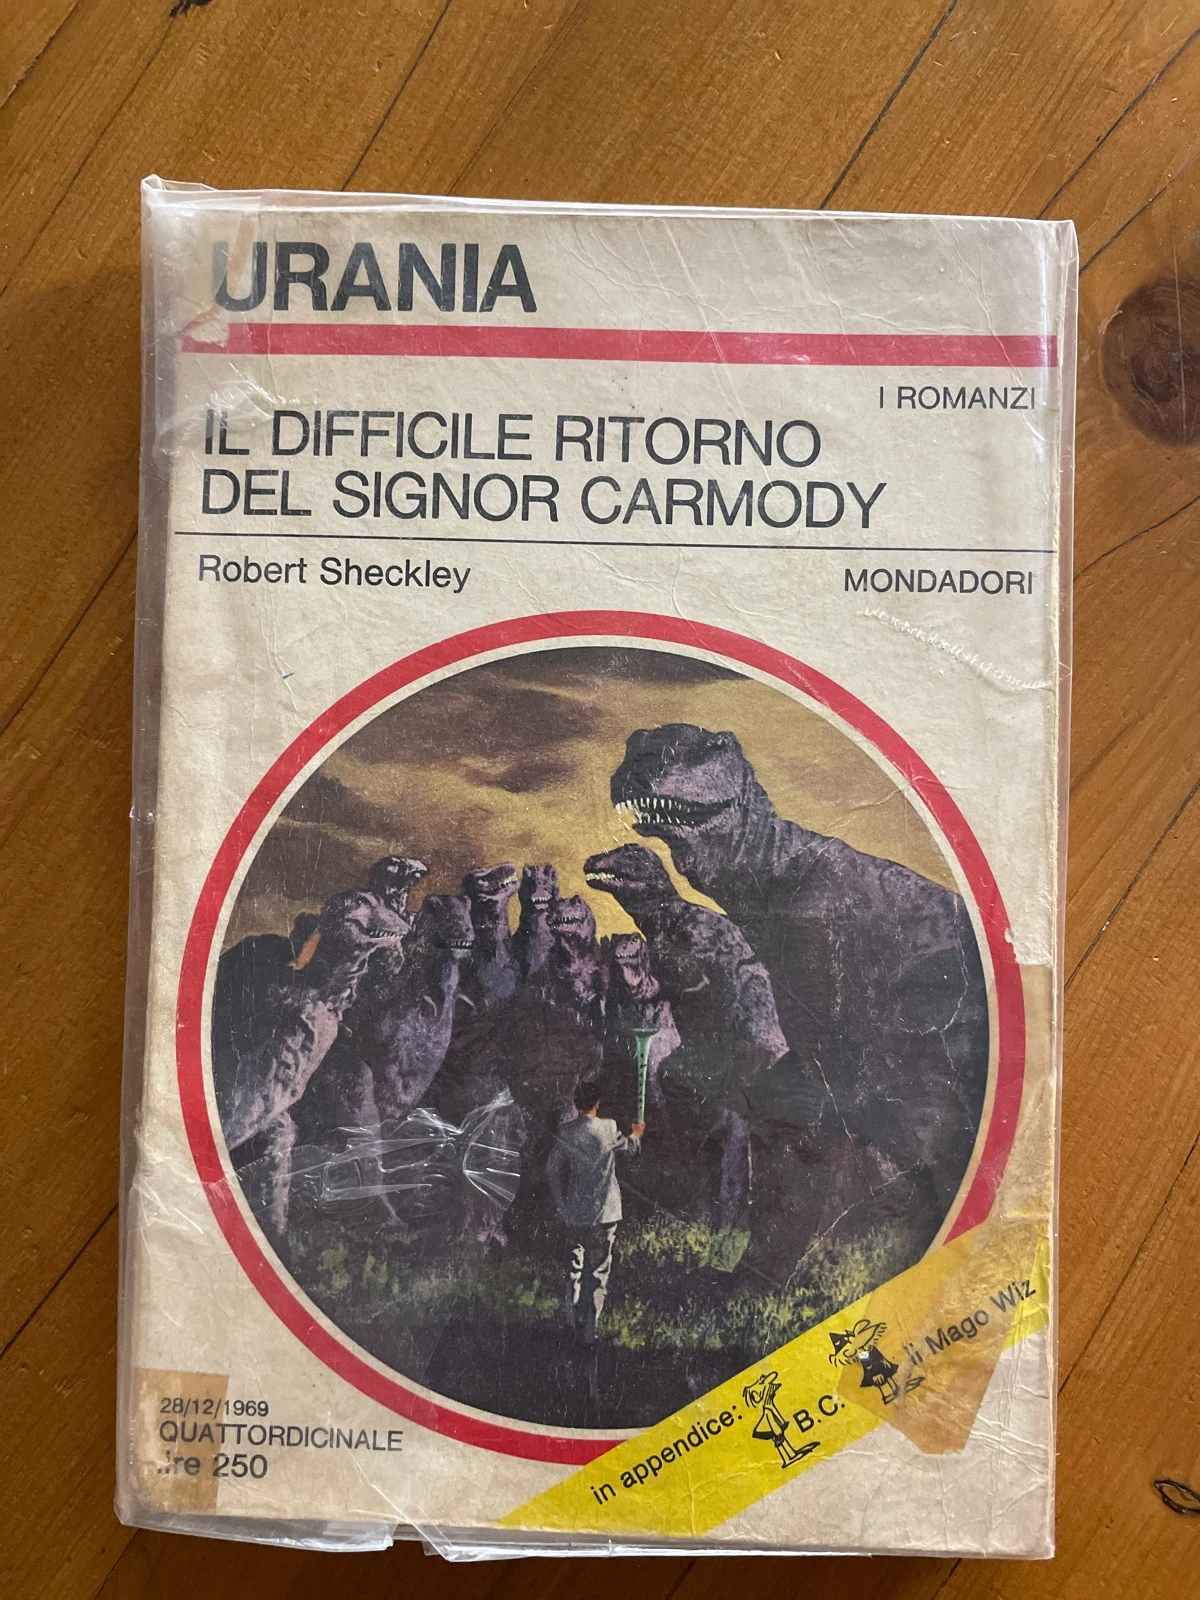 URANIA
I ROMANZI
IL DIFFICILE RITORNO
DEL SIGNOR CARMODY
Robert Sheckley
MONDADORI
28/12/1969
QUATTORDICINALE
lire 250
in appendice: B.C. il Mago Wiz